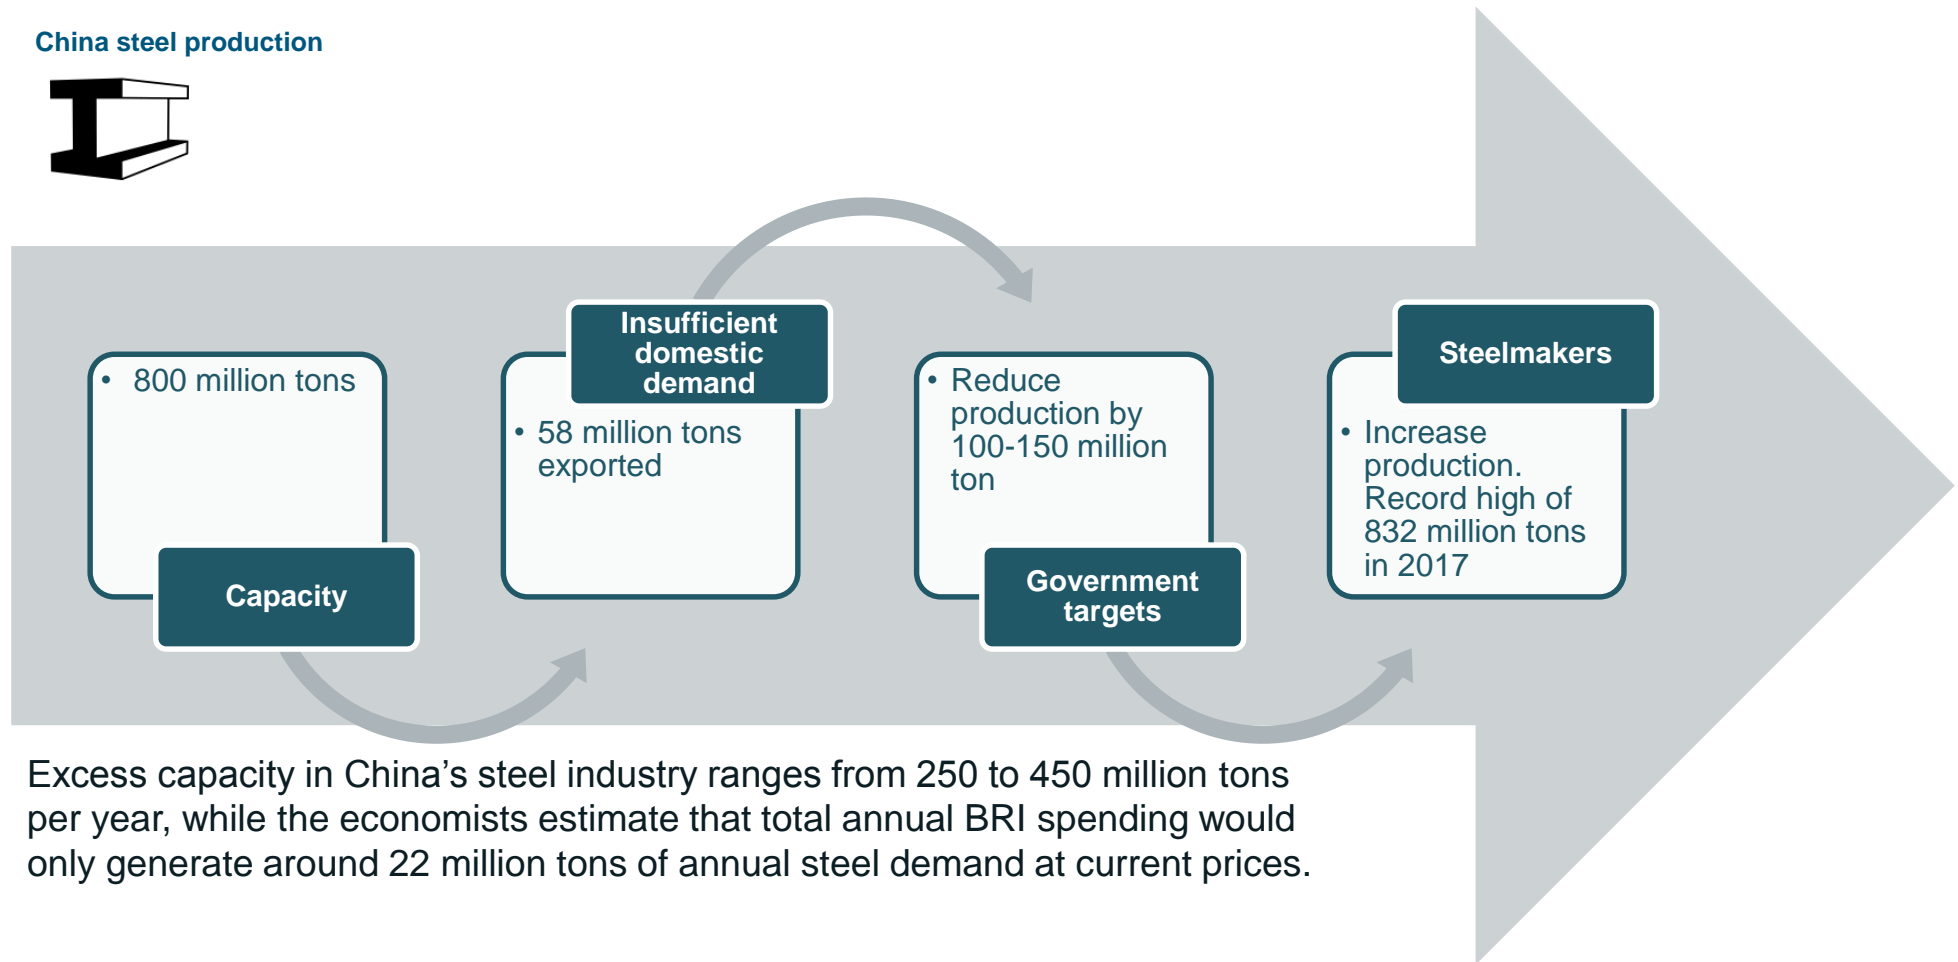 China steel production
• 800 million tons
Capacity
Insufficient
domestic
demand
• 58 million tons
exported
• Reduce
production by
100-150 million
ton
Government
targets
Steelmakers
• Increase
production.
Record high of
832 million tons
in 2017
Excess capacity in China’s steel industry ranges from 250 to 450 million tons
per year, while the economists estimate that total annual BRI spending would
only generate around 22 million tons of annual steel demand at current prices.